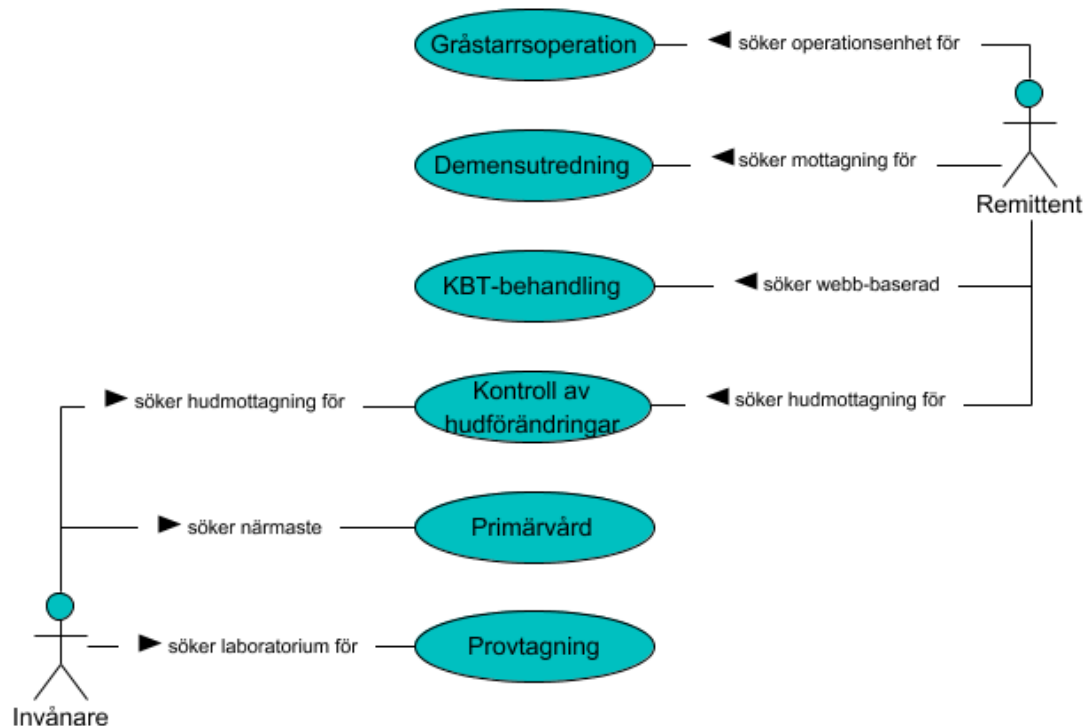 Gråstarrsoperation
söker operationsenhet för
Demensutredning
söker mottagning för
Remittent
KBT-behandling
söker webb-baserad
söker hudmottagning för
Kontroll av
hudförändringar
söker hudmottagning för
söker närmaste
Primärvård
söker laboratorium för
Provtagning
Invånare